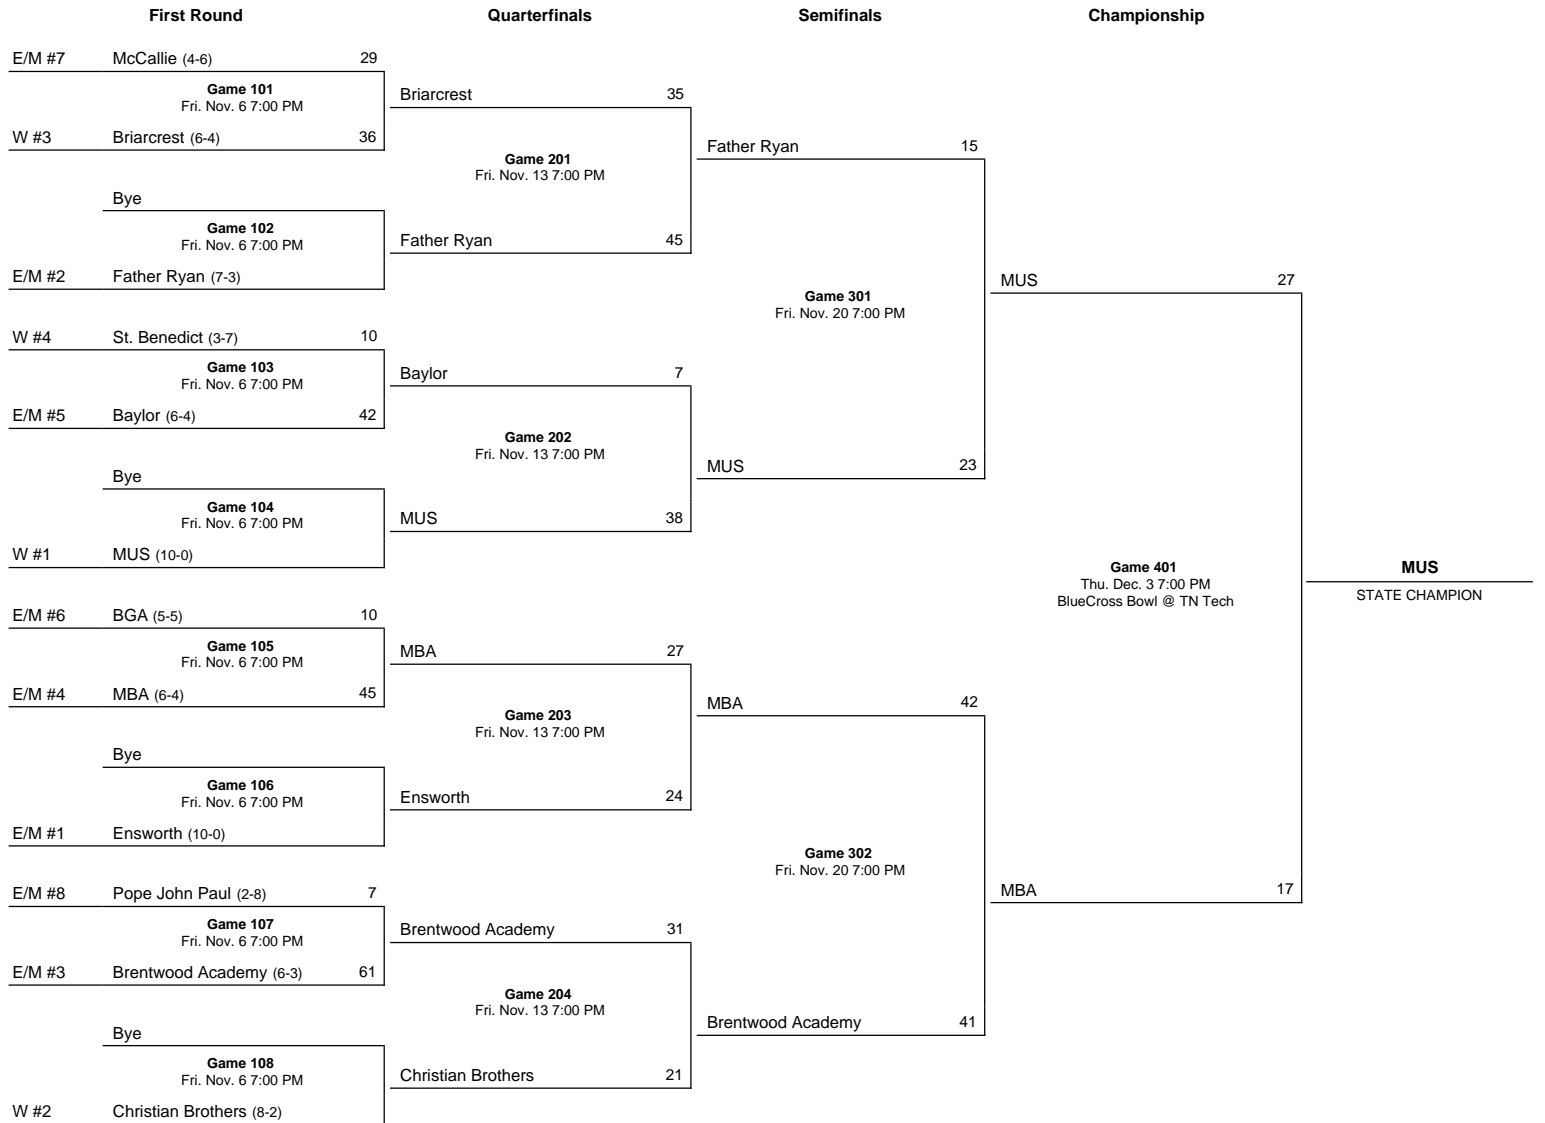 First Round Quarterfinals Semifinals Championship
E/M #7 McCallie (4-6) 29
Game 101
Fri. Nov. 6 7:00 PM
W #3 Briarcrest (6-4) 36
Bye
Game 102
Fri. Nov. 6 7:00 PM
E/M #2 Father Ryan (7-3)
W #4 St. Benedict (3-7) 10
Game 103
Fri. Nov. 6 7:00 PM
E/M #5 Baylor (6-4) 42
Bye
Game 104
Fri. Nov. 6 7:00 PM
W #1 MUS (10-0)
E/M #6 BGA (5-5) 10
Game 105
Fri. Nov. 6 7:00 PM
E/M #4 MBA (6-4) 45
Bye
Game 106
Fri. Nov. 6 7:00 PM
E/M #1 Ensworth (10-0)
E/M #8 Pope John Paul (2-8) 7
Game 107
Fri. Nov. 6 7:00 PM
E/M #3 Brentwood Academy (6-3) 61
Bye
Game 108
Fri. Nov. 6 7:00 PM
W #2 Christian Brothers (8-2)
Briarcrest 35
Game 201
Fri. Nov. 13 7:00 PM
Father Ryan 45
Baylor 7
Game 202
Fri. Nov. 13 7:00 PM
MUS 38
MBA 27
Game 203
Fri. Nov. 13 7:00 PM
Ensworth 24
Brentwood Academy 31
Game 204
Fri. Nov. 13 7:00 PM
Christian Brothers 21
Father Ryan 15
Game 301
Fri. Nov. 20 7:00 PM
MUS 23
MBA 42
Game 302
Fri. Nov. 20 7:00 PM
Brentwood Academy 41
MUS 27
Game 401
Thu. Dec. 3 7:00 PM
BlueCross Bowl @ TN Tech
MBA 17
MUS
STATE CHAMPION